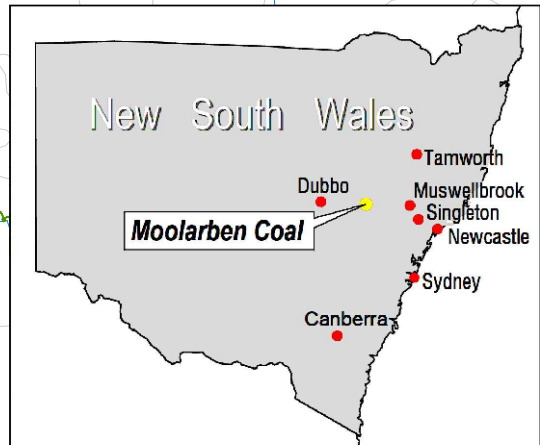 New South Wales
Tamworth
Dubbo
Muswellbrook
Singleton
Moolarben Coal
Newcastle
Sydney
Canberra